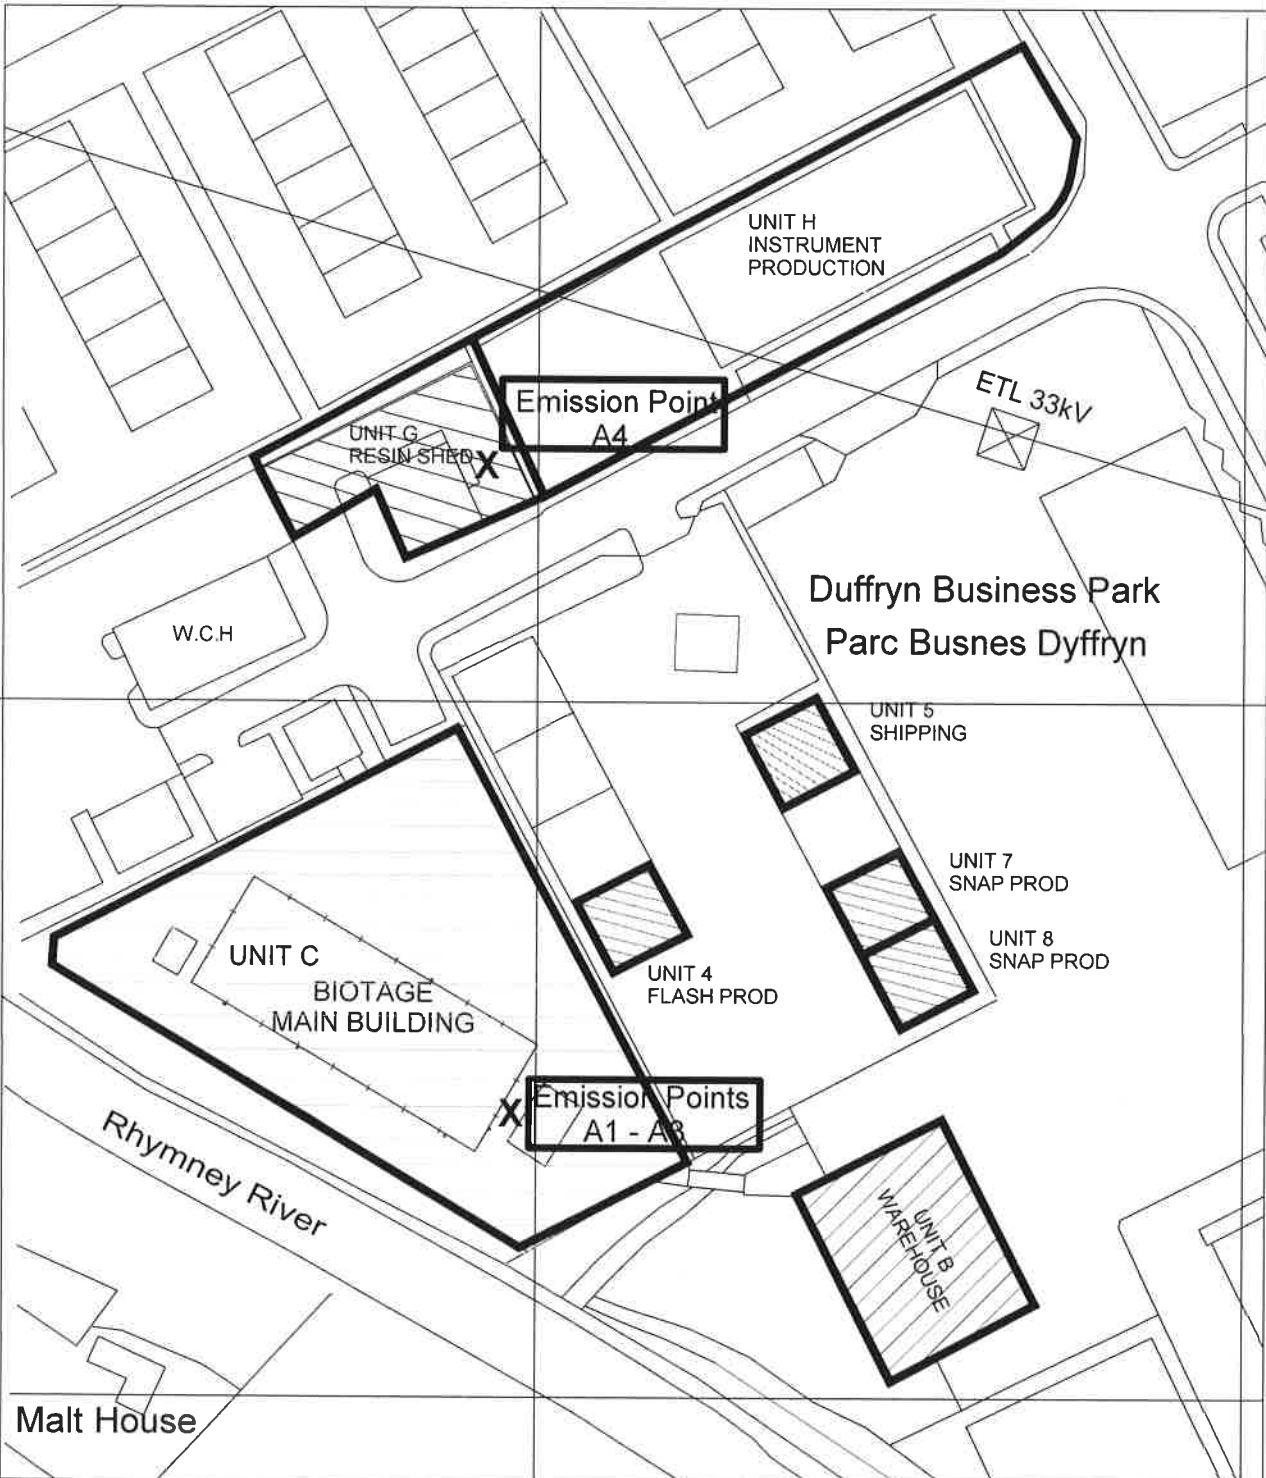 UNIT H
INSTRUMENT
PRODUCTION
ETL 33kV
Emission Point
A4
UNIT G
RESIN SHED
X
Duffryn Business Park
Parc Busnes Dyffryn
W.C.H
UNIT 5
SHIPPING
UNIT 7
SNAP PROD
UNIT 8
SNAP PROD
UNIT C
BIOTAGE
MAIN BUILDING
UNIT 4
FLASH PROD
X
Emission Points
A1 - A3
Rhymney River
UNIT B
WAREHOUSE
Malt House